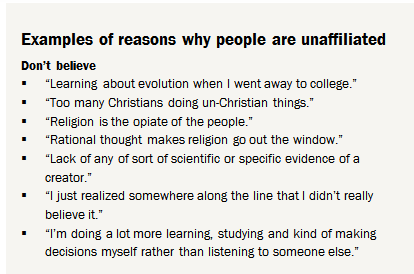 Examples of reasons why people are unaffiliated
Don't believe
▪ “Learning about evolution when I went away to college.”
▪ “Too many Christians doing un-Christian things.”
▪ “Religion is the opiate of the people.”
▪ “Rational thought makes religion go out the window.”
▪ “Lack of any of sort of scientific or specific evidence of a
creator.”
▪ “I just realized somewhere along the line that I didn’t really
believe it.”
▪ “I’m doing a lot more learning, studying and kind of making
decisions myself rather than listening to someone else.”